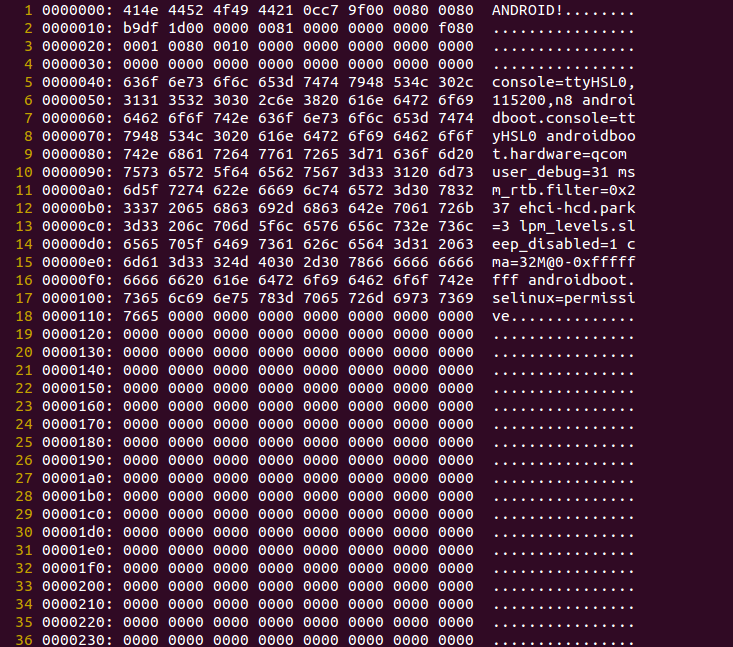 1 0000000: 414e 4452 4f49 4421 0cc7 9f00 0080 0080 ANDROID!........
2 0000010: b9df 1d00 0000 0081 0000 0000 0000 f080 ................
3 0000020: 0001 0080 0010 0000 0000 0000 0000 0000 ................
4 0000030: 0000 0000 0000 0000 0000 0000 0000 0000 ................
5 0000040: 636f 6e73 6f6c 653d 7474 7948 534c 302c console=ttyHSL0,
6 0000050: 3131 3532 3030 2c6e 3820 616e 6472 6f69 115200,n8 androi
7 0000060: 6462 6f6f 742e 636f 6e73 6f6c 653d 7474 dboot.console=tt
8 0000070: 7948 534c 3020 616e 6472 6f69 6462 6f6f yHSL0 androidboo
9 0000080: 742e 6861 7264 7761 7265 3d71 636f 6d20 t.hardware=qcom
10 0000090: 7573 6572 5f64 6562 7567 3d33 3120 6d73 user_debug=31 ms
11 00000a0: 6d5f 7274 622e 6669 6c74 6572 3d30 7832 m_rtb.filter=0x2
12 00000b0: 3337 2065 6863 692d 6863 642e 7061 726b 37 ehci-hcd.park
13 00000c0: 3d33 206c 706d 5f6c 6576 656c 732e 736c =3 lpm_levels.sl
14 00000d0: 6565 705f 6469 7361 626c 6564 3d31 2063 eep_disabled=1 c
15 00000e0: 6d61 3d33 324d 4030 2d30 7866 6666 6666 ma=32M@0-0xfffff
16 00000f0: 6666 6620 616e 6472 6f69 6462 6f6f 742e fff androidboot.
17 0000100: 7365 6c69 6e75 783d 7065 726d 6973 7369 selinux=permissi
18 0000110: 7665 0000 0000 0000 0000 0000 0000 0000 ve..............
19 0000120: 0000 0000 0000 0000 0000 0000 0000 0000 ................
20 0000130: 0000 0000 0000 0000 0000 0000 0000 0000 ................
21 0000140: 0000 0000 0000 0000 0000 0000 0000 0000 ................
22 0000150: 0000 0000 0000 0000 0000 0000 0000 0000 ................
23 0000160: 0000 0000 0000 0000 0000 0000 0000 0000 ................
24 0000170: 0000 0000 0000 0000 0000 0000 0000 0000 ................
25 0000180: 0000 0000 0000 0000 0000 0000 0000 0000 ................
26 0000190: 0000 0000 0000 0000 0000 0000 0000 0000 ................
27 00001a0: 0000 0000 0000 0000 0000 0000 0000 0000 ................
28 00001b0: 0000 0000 0000 0000 0000 0000 0000 0000 ................
29 00001c0: 0000 0000 0000 0000 0000 0000 0000 0000 ................
30 00001d0: 0000 0000 0000 0000 0000 0000 0000 0000 ................
31 00001e0: 0000 0000 0000 0000 0000 0000 0000 0000 ................
32 00001f0: 0000 0000 0000 0000 0000 0000 0000 0000 ................
33 0000200: 0000 0000 0000 0000 0000 0000 0000 0000 ................
34 0000210: 0000 0000 0000 0000 0000 0000 0000 0000 ................
35 0000220: 0000 0000 0000 0000 0000 0000 0000 0000 ................
36 0000230: 0000 0000 0000 0000 0000 0000 0000 0000 ................